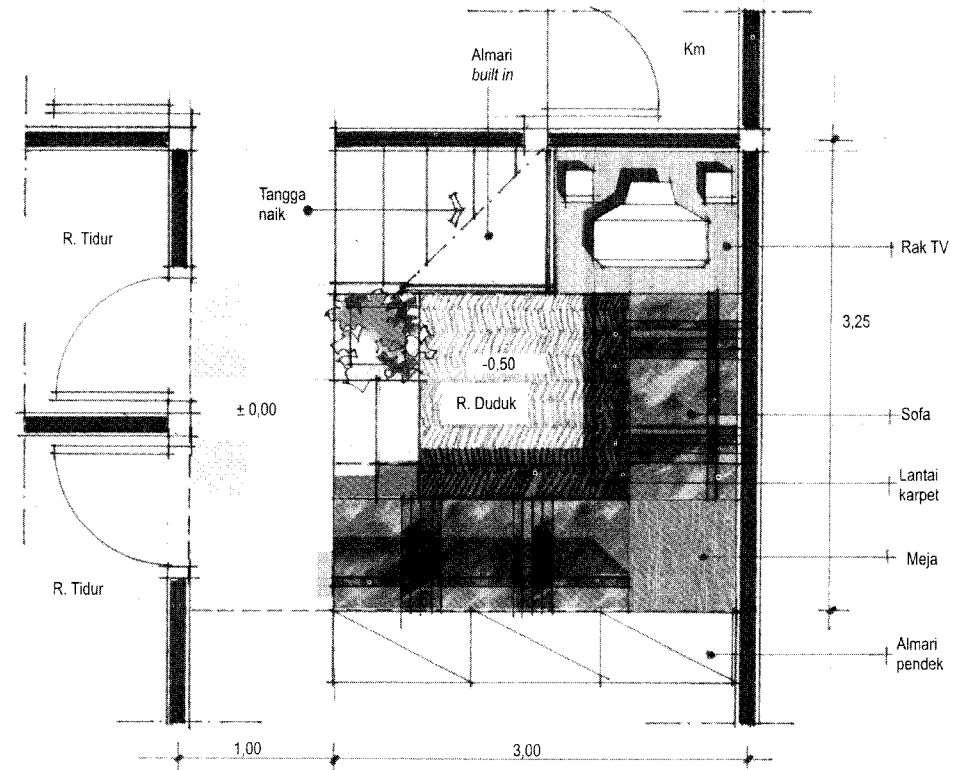 Km
Almari
built in
Tangga
naik
R. Tidur
Rak TV
3,25
-0,50
R. Duduk
± 0,00
Sofa
Lantai
karpet
Meja
R. Tidur
Almari
pendek
1,00
3,00